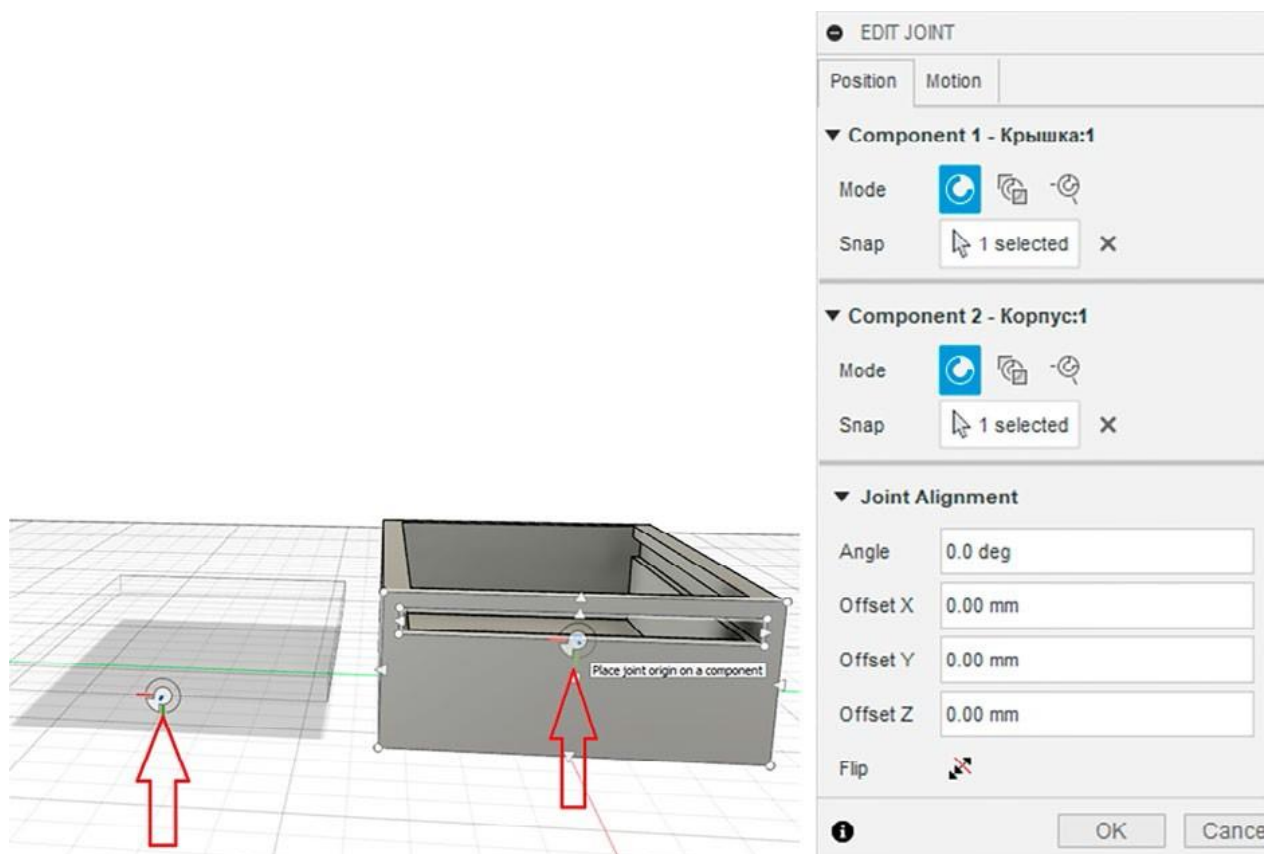 EDIT JOINT
Position Motion
Component 1 - Крышка:1
Mode
Snap 1 selected
Component 2 - Корпус:1
Mode
Snap 1 selected
Joint Alignment
Angle 0.0 deg
Offset X 0.00 mm
Offset Y 0.00 mm
Offset Z 0.00 mm
Flip
OK Cance
Place joint origin on a component